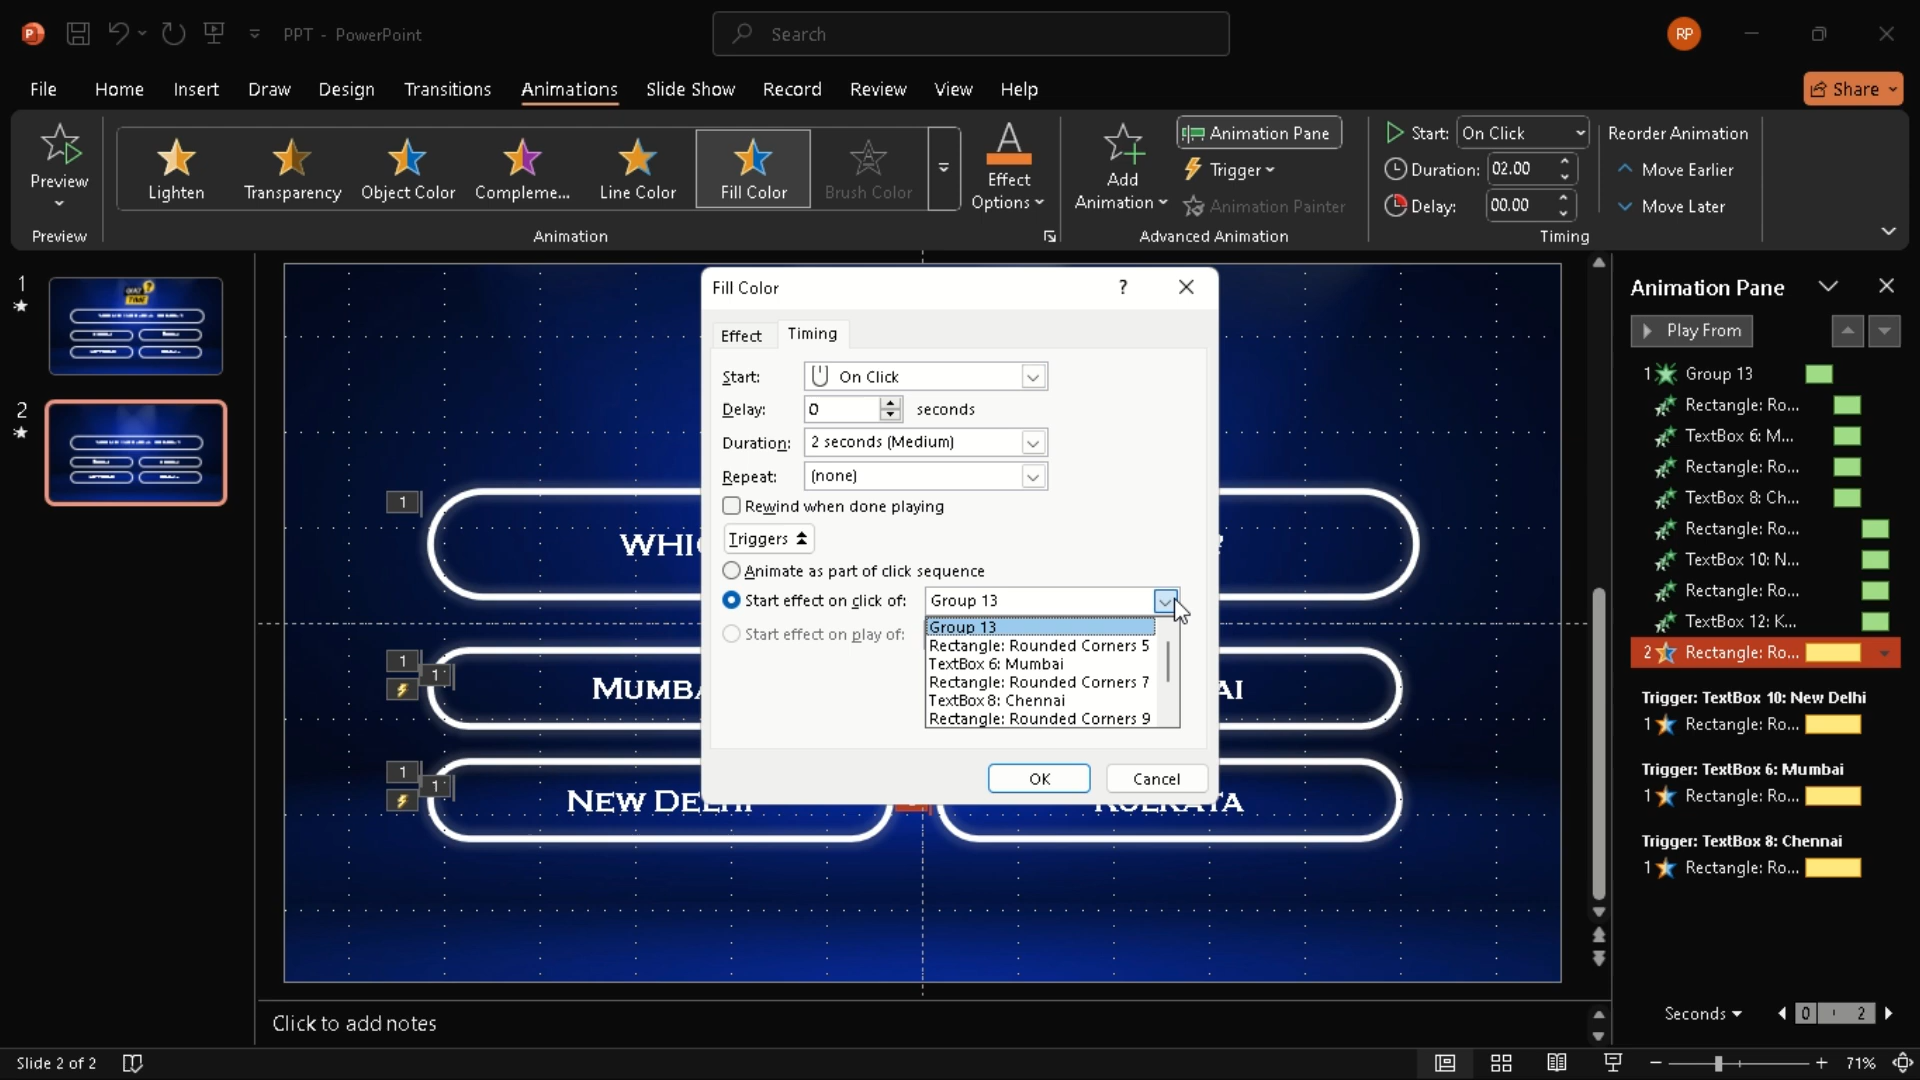 PPT - PowerPoint
Search
RP
File Home Insert Draw Design Transitions Animations Slide Show Record Review View Help
Share
Preview
Preview
Lighten
Transparency
Object Color
Compleme...
Line Color
Fill Color
Brush Color
Animation
Effect
Options
Add
Animation
Animation Pane
Trigger
Animation Painter
Advanced Animation
Start: On Click
Duration: 02.00
Delay: 00.00
Timing
Reorder Animation
Move Earlier
Move Later
1
2
1
WHIC
?
1
1
MUMBA
AI
1
1
NEW DELHI
KOLKATA
Fill Color
?
Effect
Timing
Start: On Click
Delay: 0 seconds
Duration: 2 seconds (Medium)
Repeat: (none)
Rewind when done playing
Triggers
Animate as part of click sequence
Start effect on click of: Group 13
Start effect on play of:
Group 13
Rectangle: Rounded Corners 5
TextBox 6: Mumbai
Rectangle: Rounded Corners 7
TextBox 8: Chennai
Rectangle: Rounded Corners 9
OK
Cancel
Animation Pane
Play From
1 Group 13
Rectangle: Ro...
TextBox 6: M...
Rectangle: Ro...
TextBox 8: Ch...
Rectangle: Ro...
TextBox 10: N...
Rectangle: Ro...
TextBox 12: K...
2 Rectangle: Ro...
Trigger: TextBox 10: New Delhi
1 Rectangle: Ro...
Trigger: TextBox 6: Mumbai
1 Rectangle: Ro...
Trigger: TextBox 8: Chennai
1 Rectangle: Ro...
Seconds
0
2
Click to add notes
Slide 2 of 2
71%